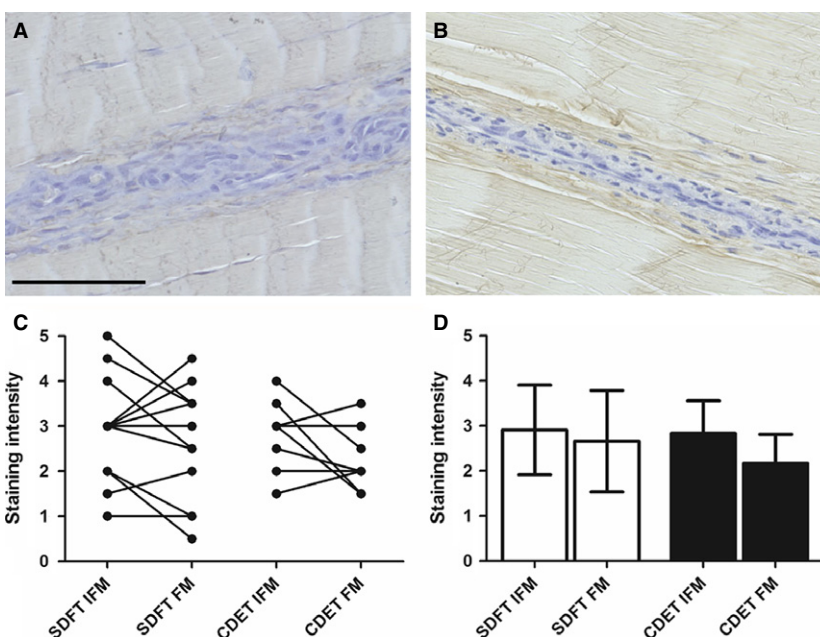 A
B
C
D
Staining intensity
5
4
3
2
1
0
SDFT IFM
SDFT FM
CDET IFM
CDET FM
Staining intensity
5
4
3
2
1
0
SDFT IFM
SDFT FM
CDET IFM
CDET FM